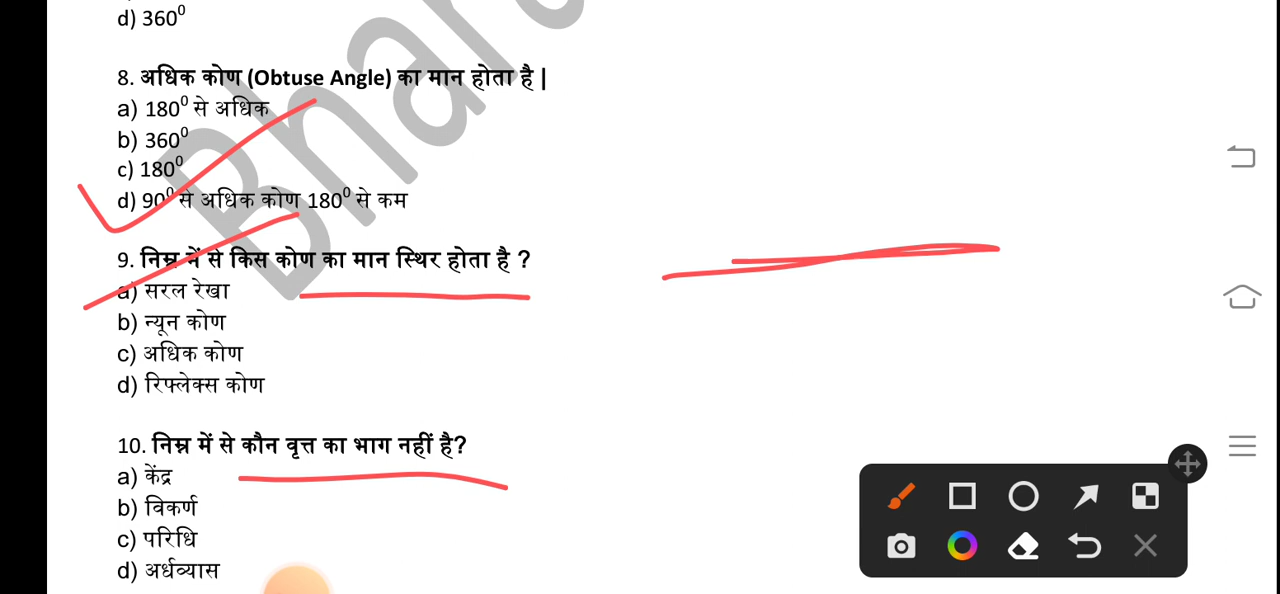 d) 360⁰
8. अधिक कोण (Obtuse Angle) का मान होता है |
a) 180⁰ से अधिक
b) 360⁰
c) 180⁰
d) 90⁰ से अधिक कोण 180⁰ से कम
9. निम्न में से किस कोण का मान स्थिर होता है ?
a) सरल रेखा
b) न्यून कोण
c) अधिक कोण
d) रिफ्लेक्स कोण
10. निम्न में से कौन वृत्त का भाग नहीं है?
a) केंद्र
b) विकर्ण
c) परिधि
d) अर्धव्यास